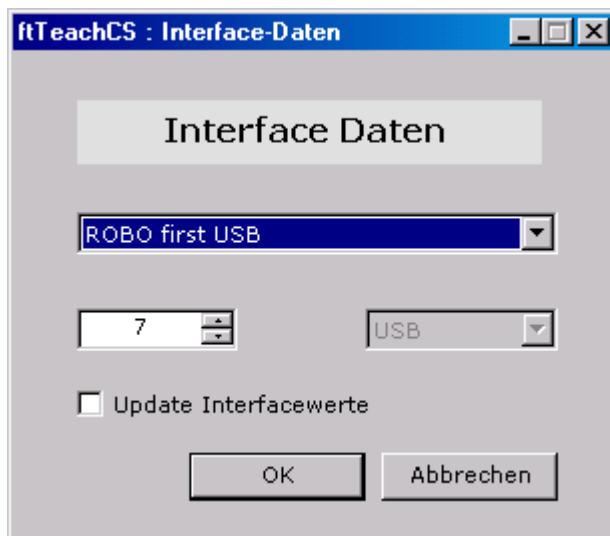 ftTeachCS : Interface-Daten
Interface Daten
ROBO first USB
7 USB
Update Interfacewerte
OK Abbrechen